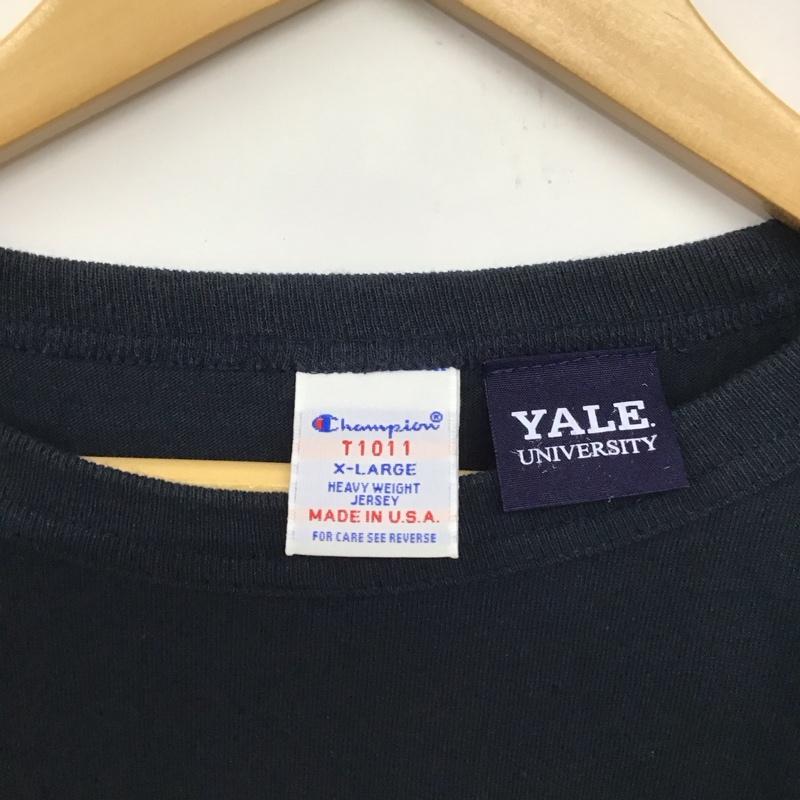 Champion®
T1011
X-LARGE
HEAVY WEIGHT
JERSEY
MADE IN U.S.A.
FOR CARE SEE REVERSE
YALE.
UNIVERSITY